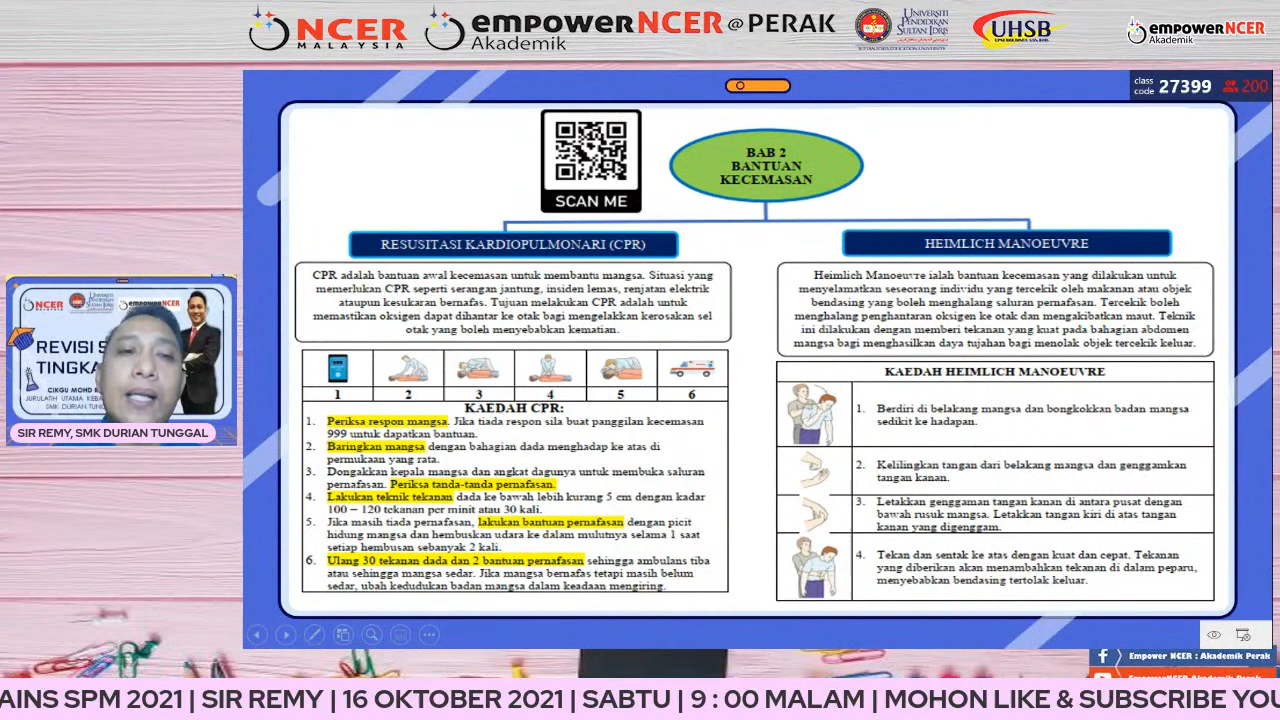 NCER
MALAYSIA
empowerNCER@PERAK
Akademik
UNIVERSITI
PENDIDIKAN
SULTAN IDRIS
UHSB
empowerNCER
Akademik
class
code 27399 200
SCAN ME
BAB 2
BANTUAN
KECEMASAN
RESUSITASI KARDIOPULMONARI (CPR)
CPR adalah bantuan awal kecemasan untuk membantu mangsa. Situasi yang
memerlukan CPR seperti serangan jantung, insiden lemas, renjatan elektrik
ataupun kesukaran bernafas. Tujuan melakukan CPR adalah untuk
memastikan oksigen dapat dihantar ke otak bagi mengelakkan kerosakan sel
otak yang boleh menyebabkan kematian.
1 2 3 4 5 6
KAEDAH CPR:
1. Periksa respon mangsa. Jika tiada respon sila buat panggilan kecemasan
999 untuk dapatkan bantuan.
2. Baringkan mangsa dengan bahagian dada menghadap ke atas di
permukaan yang rata.
3. Dongakkan kepala mangsa dan angkat dagunya untuk membuka saluran
pernafasan. Periksa tanda-tanda pernafasan.
4. Lakukan teknik tekanan dada ke bawah lebih kurang 5 cm dengan kadar
100 – 120 tekanan per minit atau 30 kali.
5. Jika masih tiada pernafasan, lakukan bantuan pernafasan dengan picit
hidung mangsa dan hembuskan udara ke dalam mulutnya selama 1 saat
setiap hembusan sebanyak 2 kali.
6. Ulang 30 tekanan dada dan 2 bantuan pernafasan sehingga ambulans tiba
atau sehingga mangsa sedar. Jika mangsa bernafas tetapi masih belum
sedar, ubah kedudukan badan mangsa dalam keadaan mengiring.
HEIMLICH MANOEUVRE
Heimlich Manoeuvre ialah bantuan kecemasan yang dilakukan untuk
menyelamatkan seseorang individu yang tercekik oleh makanan atau objek
bendasing yang boleh menghalang saluran pernafasan. Tercekik boleh
menghalang penghantaran oksigen ke otak dan mengakibatkan maut. Teknik
ini dilakukan dengan memberi tekanan yang kuat pada bahagian abdomen
mangsa bagi menghasilkan daya tujahan bagi menolak objek tercekik keluar.
KAEDAH HEIMLICH MANOEUVRE
1. Berdiri di belakang mangsa dan bongkokkan badan mangsa
sedikit ke hadapan.
2. Kelilingkan tangan dari belakang mangsa dan genggamkan
tangan kanan.
3. Letakkan genggaman tangan kanan di antara pusat dengan
bawah rusuk mangsa. Letakkan tangan kiri di atas tangan
kanan yang digenggam.
4. Tekan dan sentak ke atas dengan kuat dan cepat. Tekanan
yang diberikan akan menambahkan tekanan di dalam peparu,
menyebabkan bendasing tertolak keluar.
NCER
empowerNCER
REVISI S
TINGKA
CIKGU MOHD
SMK DURIAN TUNG
SIR REMY, SMK DURIAN TUNGGAL
Empower NCER : Akademik Perak
AINS SPM 2021 | SIR REMY | 16 OKTOBER 2021 | SABTU | 9 : 00 MALAM | MOHON LIKE & SUBSCRIBE YOU